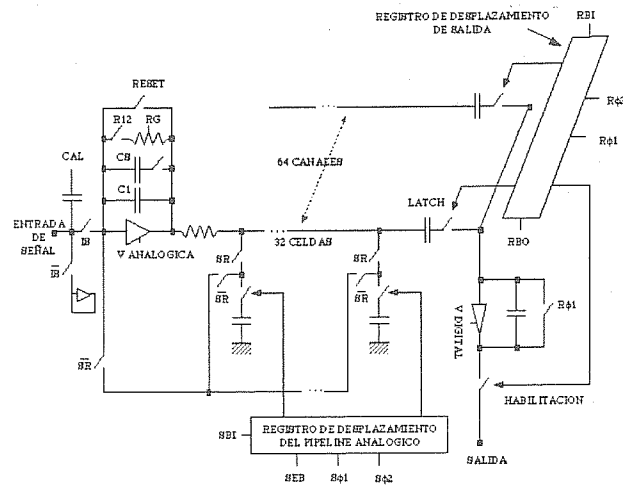 REGISTRO DE DESPLAZAMIENTO
DE SALIDA
RBI
RESET
R12
RG
Rϕ2
CAL
CS
Rϕ1
64 CANALES
C1
LATCH
ENTRADA
DE
SEÑAL
IS
V ANALOGICA
32 CELDAS
RBO
IS
SR
SR
SR
SR
V DIGITAL
Rϕ1
SR
HABILITACION
SBI
REGISTRO DE DESPLAZAMIENTO
DEL PIPELINE ANALOGICO
SALIDA
SEB
Sϕ1
Sϕ2